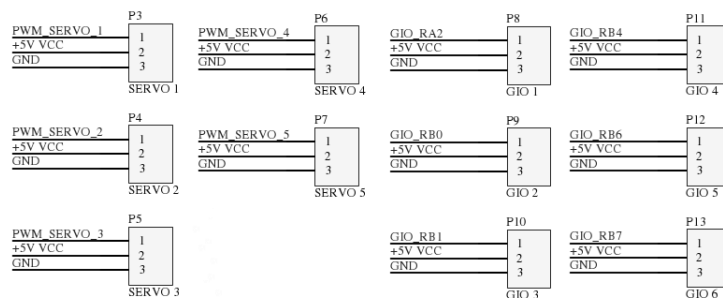 P3
PWM_SERVO_1
1
+5V VCC
2
GND
3
SERVO 1
P6
PWM_SERVO_4
1
+5V VCC
2
GND
3
SERVO 4
P8
GIO_RA2
1
+5V VCC
2
GND
3
GIO 1
P11
GIO_RB4
1
+5V VCC
2
GND
3
GIO 4
P4
PWM_SERVO_2
1
+5V VCC
2
GND
3
SERVO 2
P7
PWM_SERVO_5
1
+5V VCC
2
GND
3
SERVO 5
P9
GIO_RB0
1
+5V VCC
2
GND
3
GIO 2
P12
GIO_RB6
1
+5V VCC
2
GND
3
GIO 5
P5
PWM_SERVO_3
1
+5V VCC
2
GND
3
SERVO 3
P10
GIO_RB1
1
+5V VCC
2
GND
3
GIO 3
P13
GIO_RB7
1
+5V VCC
2
GND
3
GIO 6